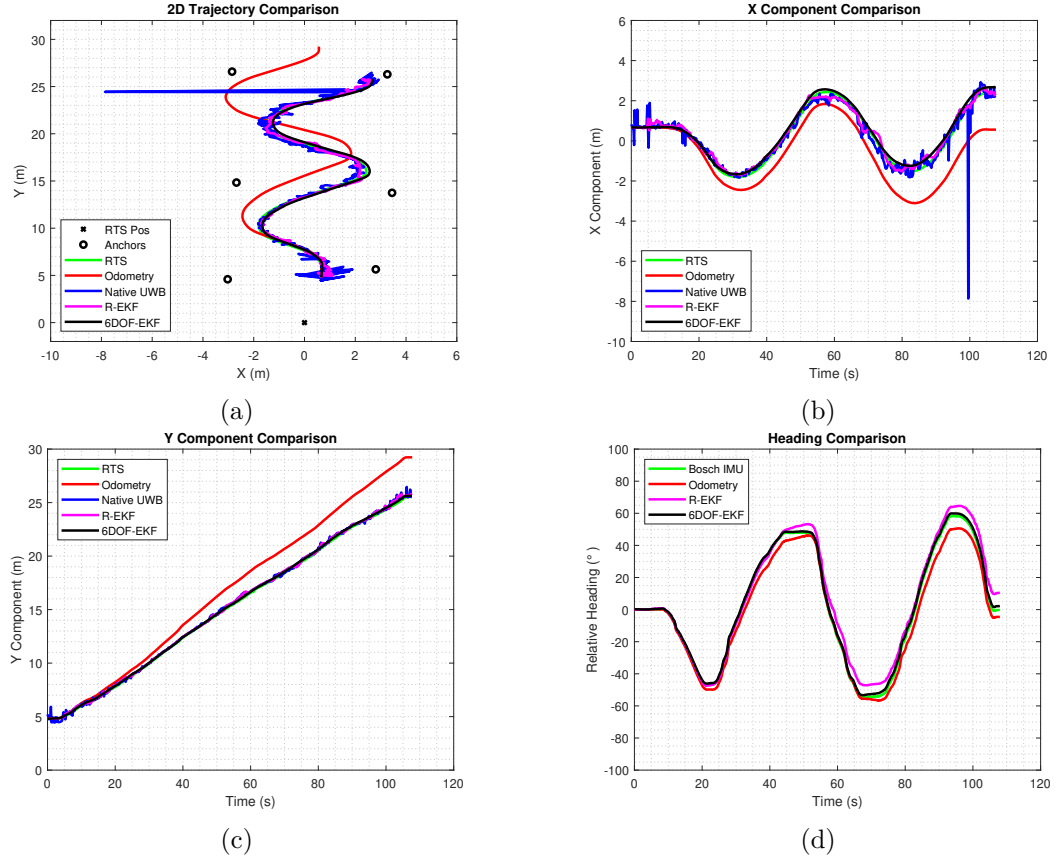 2D Trajectory Comparison
30
25
20
15
10
5
0
Y (m)
RTS Pos
Anchors
RTS
Odometry
Native UWB
R-EKF
6DOF-EKF
-10 -8 -6 -4 -2 0 2 4 6
X (m)
(a)
X Component Comparison
6
4
2
0
-2
-4
-6
-8
-10
X Component (m)
RTS
Odometry
Native UWB
R-EKF
6DOF-EKF
0 20 40 60 80 100 120
Time (s)
(b)
Y Component Comparison
30
25
20
15
10
5
0
Y Component (m)
RTS
Odometry
Native UWB
R-EKF
6DOF-EKF
0 20 40 60 80 100 120
Time (s)
(c)
Heading Comparison
100
80
60
40
20
0
-20
-40
-60
-80
-100
Relative Heading (°)
Bosch IMU
Odometry
R-EKF
6DOF-EKF
0 20 40 60 80 100 120
Time (s)
(d)